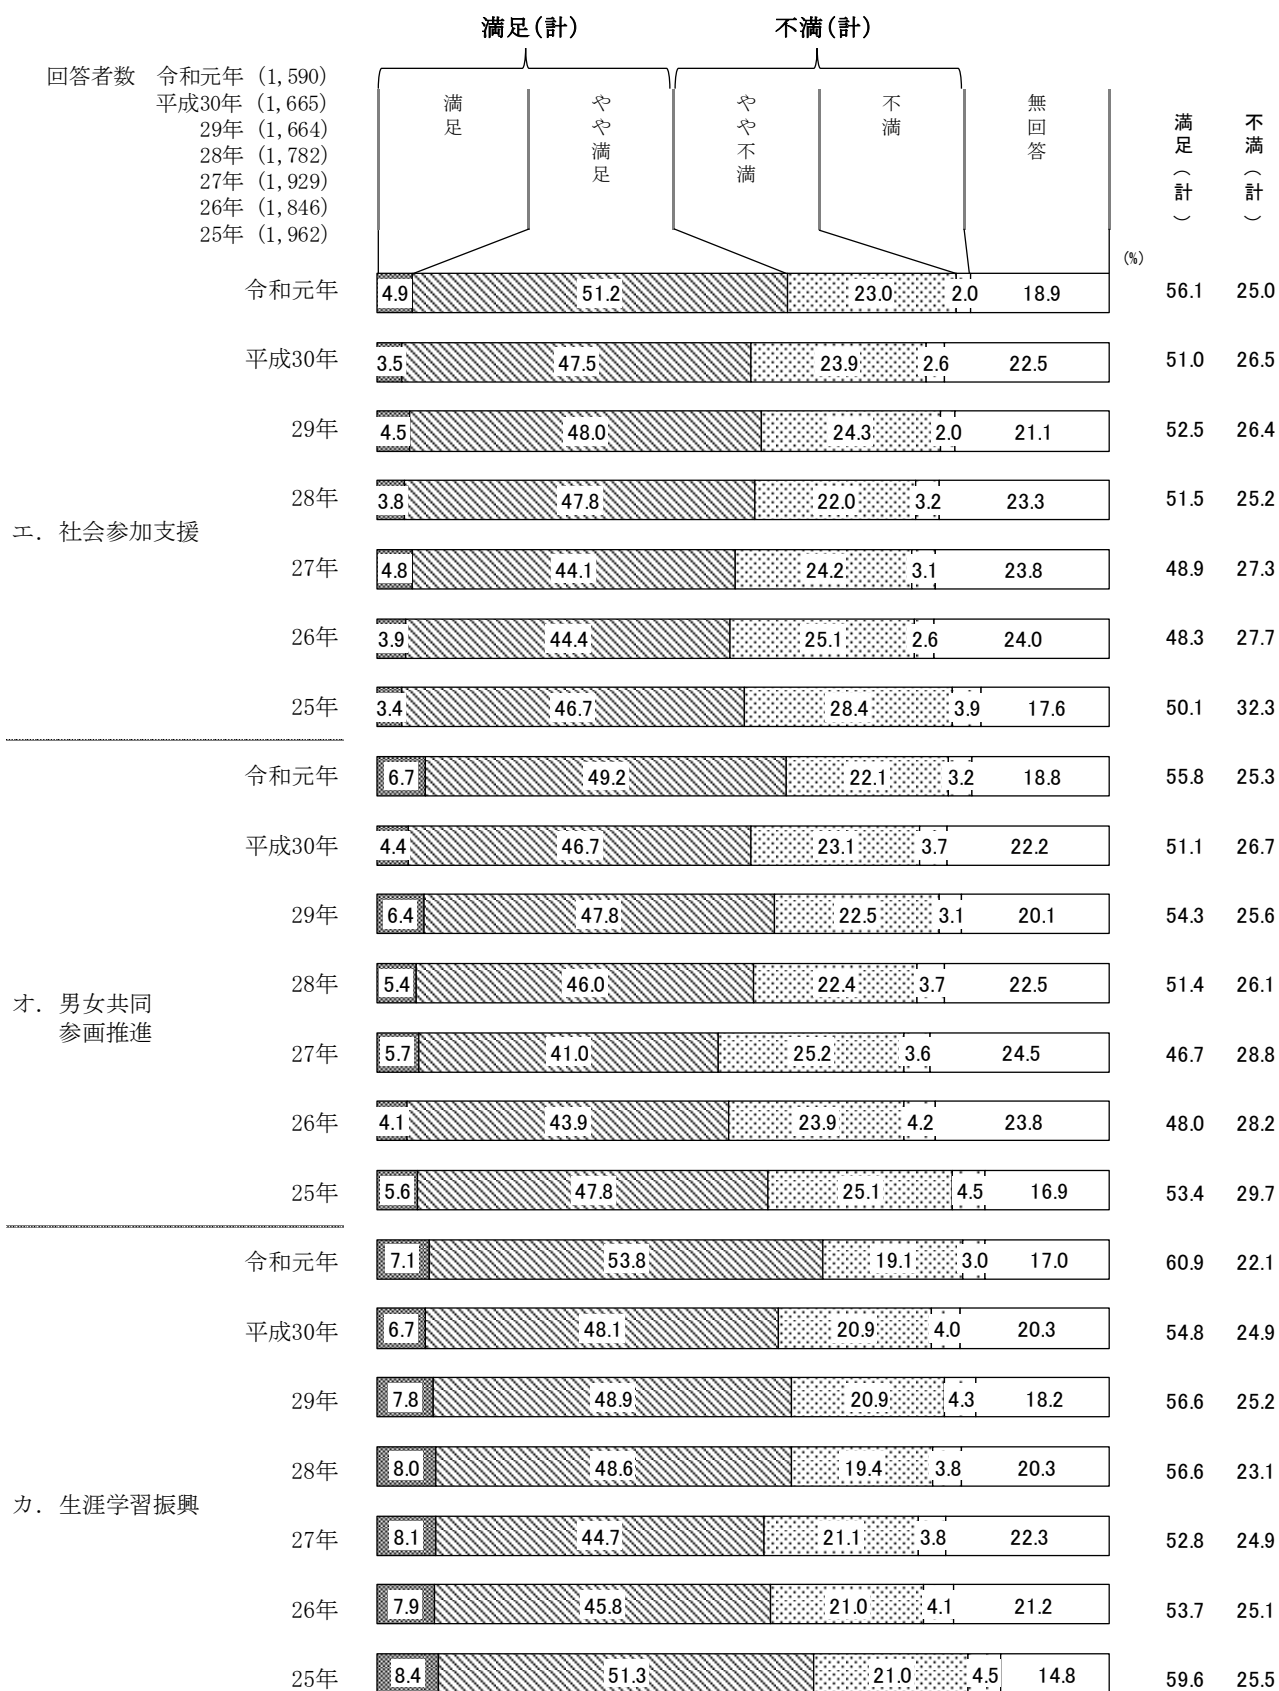 満足(計) 不満(計)
回答者数 令和元年 (1,590)
平成30年 (1,665)
29年 (1,664)
28年 (1,782)
27年 (1,929)
26年 (1,846)
25年 (1,962)
満足 やや満足 やや不満 不満 無回答 満足(計) 不満(計)
(%)
令和元年 4.9 51.2 23.0 2.0 18.9 56.1 25.0
平成30年 3.5 47.5 23.9 2.6 22.5 51.0 26.5
29年 4.5 48.0 24.3 2.0 21.1 52.5 26.4
28年 3.8 47.8 22.0 3.2 23.3 51.5 25.2
エ. 社会参加支援
27年 4.8 44.1 24.2 3.1 23.8 48.9 27.3
26年 3.9 44.4 25.1 2.6 24.0 48.3 27.7
25年 3.4 46.7 28.4 3.9 17.6 50.1 32.3
令和元年 6.7 49.2 22.1 3.2 18.8 55.8 25.3
平成30年 4.4 46.7 23.1 3.7 22.2 51.1 26.7
29年 6.4 47.8 22.5 3.1 20.1 54.3 25.6
28年 5.4 46.0 22.4 3.7 22.5 51.4 26.1
オ. 男女共同
参画推進
27年 5.7 41.0 25.2 3.6 24.5 46.7 28.8
26年 4.1 43.9 23.9 4.2 23.8 48.0 28.2
25年 5.6 47.8 25.1 4.5 16.9 53.4 29.7
令和元年 7.1 53.8 19.1 3.0 17.0 60.9 22.1
平成30年 6.7 48.1 20.9 4.0 20.3 54.8 24.9
29年 7.8 48.9 20.9 4.3 18.2 56.6 25.2
28年 8.0 48.6 19.4 3.8 20.3 56.6 23.1
カ. 生涯学習振興
27年 8.1 44.7 21.1 3.8 22.3 52.8 24.9
26年 7.9 45.8 21.0 4.1 21.2 53.7 25.1
25年 8.4 51.3 21.0 4.5 14.8 59.6 25.5